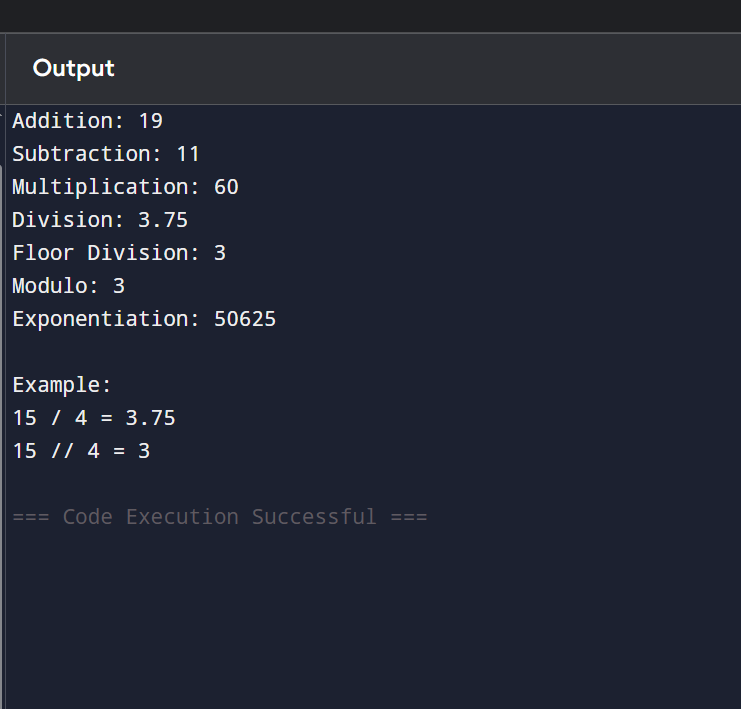 Output
Addition: 19
Subtraction: 11
Multiplication: 60
Division: 3.75
Floor Division: 3
Modulo: 3
Exponentiation: 50625
Example:
15 / 4 = 3.75
15 // 4 = 3
=== Code Execution Successful ===